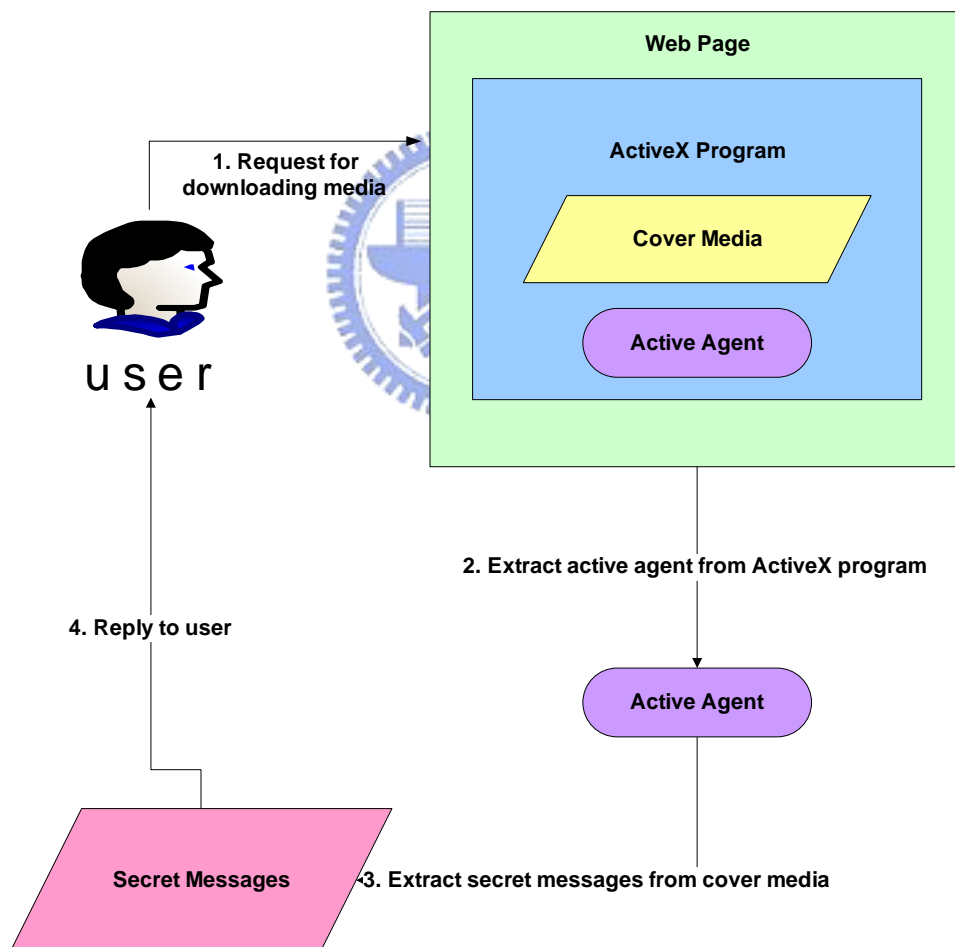 Web Page
ActiveX Program
1. Request for
downloading media
Cover Media
Active Agent
user
2. Extract active agent from ActiveX program
4. Reply to user
Active Agent
Secret Messages
3. Extract secret messages from cover media